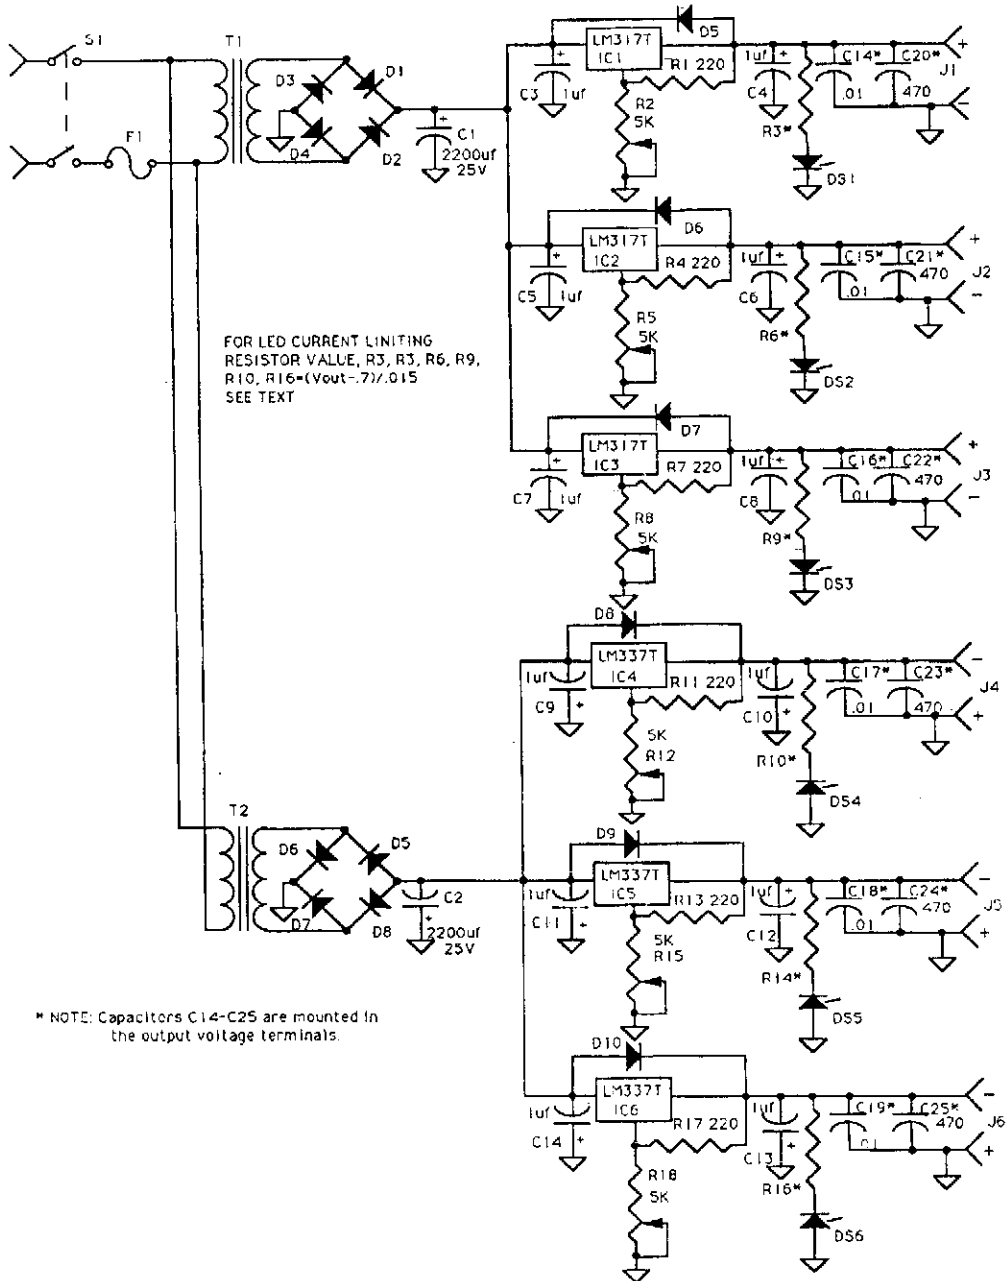 S1
T1
F1
D3
D1
D4
D2
C1
2200uf
25V
D5
LM317T
IC1
R1 220
C3
1uf
R2
5K
1uf
C4
R3*
DS1
C14*
.01
C20*
470
J1
+
-
D6
LM317T
IC2
R4 220
C5
1uf
R5
5K
1uf
C6
R6*
DS2
C15*
.01
C21*
470
J2
+
-
FOR LED CURRENT LINITING
RESISTOR VALUE, R3, R3, R6, R9,
R10, R16=(Vout-.7)/.015
SEE TEXT
D7
LM317T
IC3
R7 220
C7
1uf
R8
5K
1uf
C8
R9*
DS3
C16*
.01
C22*
470
J3
+
-
D8
LM337T
IC4
R11 220
1uf
C9
5K
R12
1uf
C10
R10*
DS4
C17*
.01
C23*
470
J4
-
+
T2
D6
D5
D7
D8
C2
2200uf
25V
D9
LM337T
IC5
R13 220
1uf
C11
5K
R15
1uf
C12
R14*
DS5
C18*
.01
C24*
470
J5
-
+
* NOTE: Capacitors C14-C25 are mounted in
the output voltage terminals.
D10
LM337T
IC6
R17 220
1uf
C14
R18
5K
1uf
C13
R16*
DS6
C19*
.01
C25*
470
J6
-
+